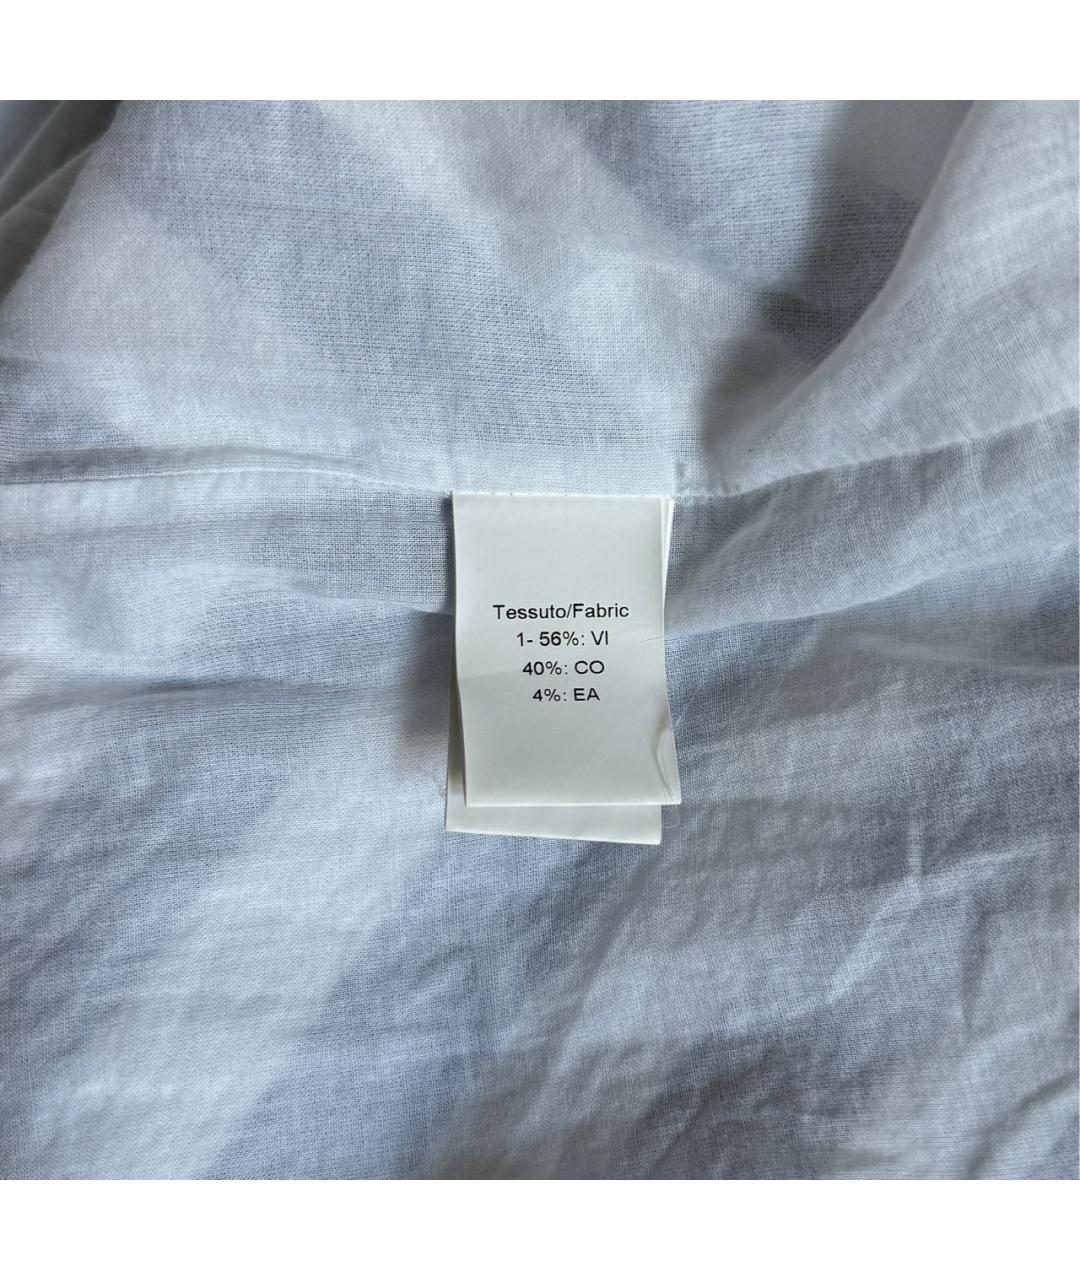 Tessuto/Fabric
1- 56%: VI
40%: CO
4%: EA